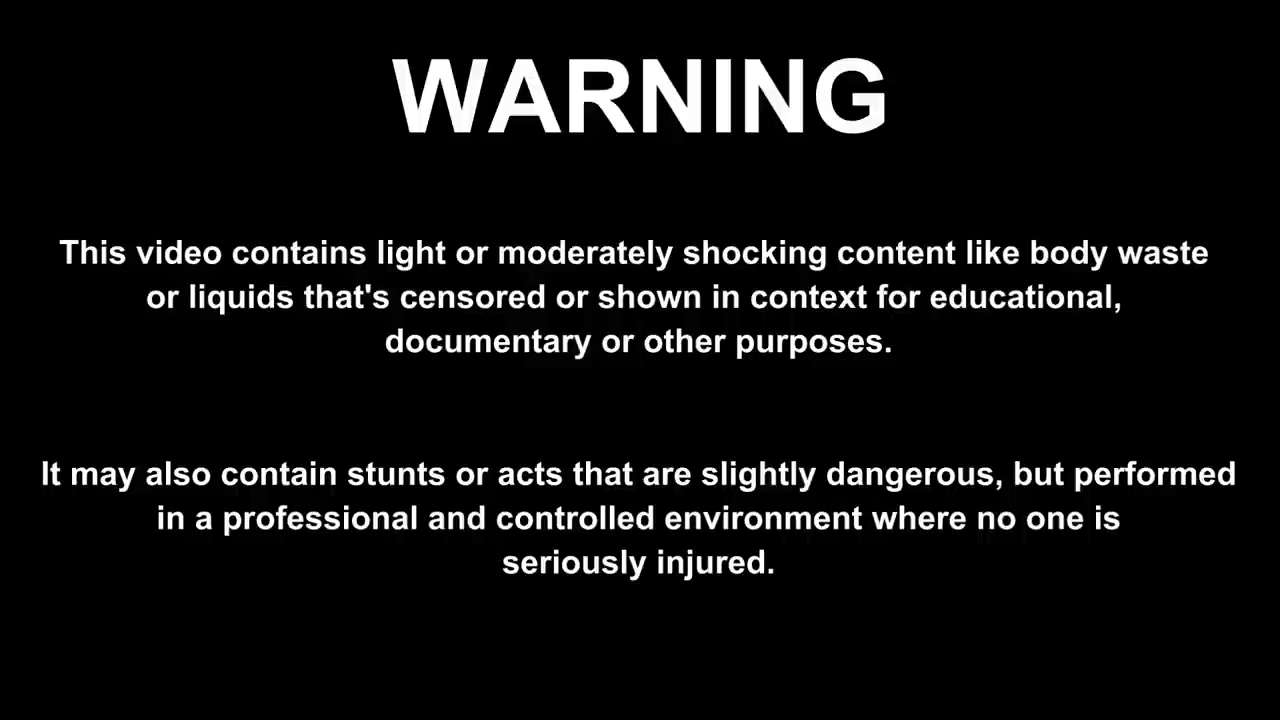 WARNING
This video contains light or moderately shocking content like body waste
or liquids that's censored or shown in context for educational,
documentary or other purposes.
It may also contain stunts or acts that are slightly dangerous, but performed
in a professional and controlled environment where no one is
seriously injured.